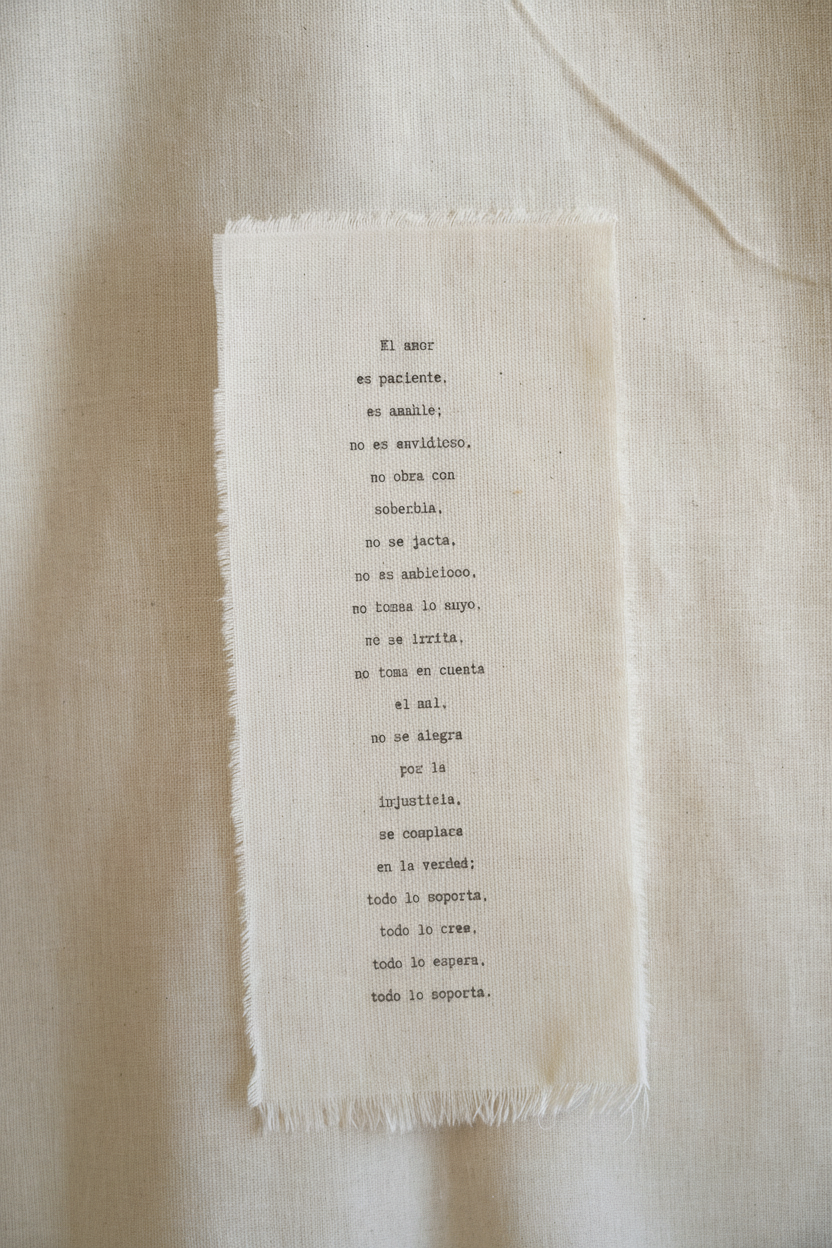 El amor
es paciente,
es amable;
no es envidioso,
no obra con
soberbia,
no se jacta,
no es ambicioso,
no tomsa lo suyo,
no se irrita,
no toma en cuenta
el mal,
no se alegra
por la
injusticia,
se complace
en la verded;
todo lo soporta,
todo lo cree,
todo lo espera,
todo lo soporta.